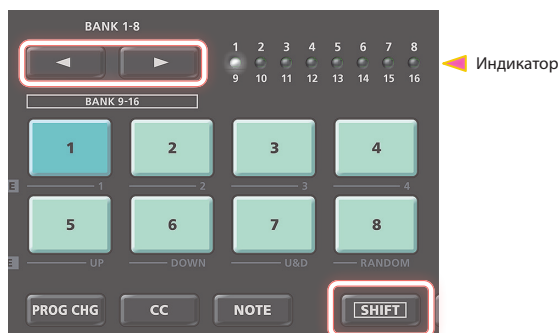 BANK 1-8
1 2 3 4 5 6 7 8
9 10 11 12 13 14 15 16
Индикатор
BANK 9-16
1 2 3 4
E 1 2 3 4
5 6 7 8
E UP DOWN U&D RANDOM
PROG CHG CC NOTE SHIFT